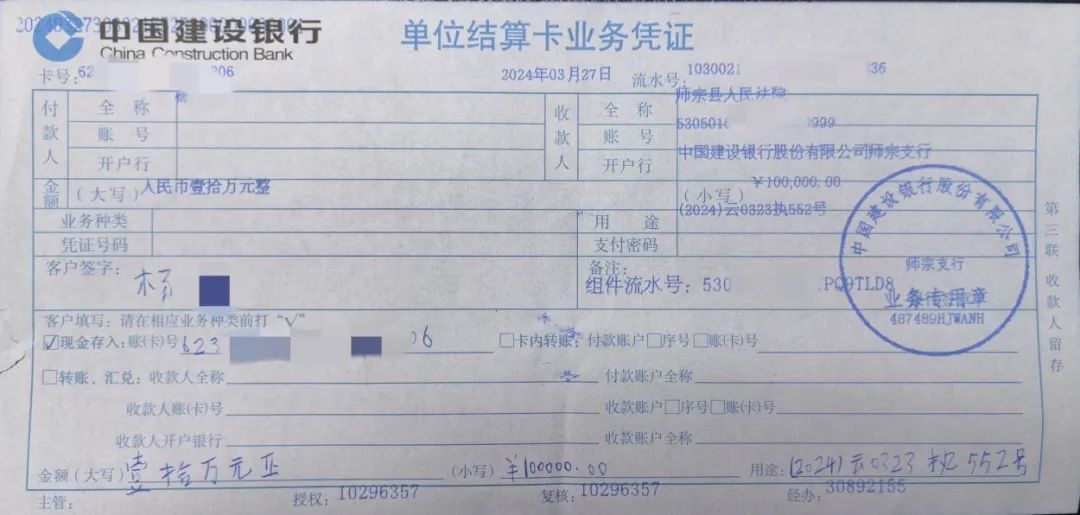 中国建设银行
China Construction Bank
单位结算卡业务凭证
卡号: 62 306 2024年03月27日 流水号: 1030021 36
付款人 全称 收款人 全称 师宗县人民法院
账号 账号 5305016 0999
开户行 开户行 中国建设银行股份有限公司师宗支行
金额 (大写) 人民币壹拾万元整 (小写) ¥100,000.00
业务种类 用途 (2024)云0323执552号
凭证号码 支付密码
客户签字: 杨 备注:
组件流水号: 530 PQ9TLD8
中国建设银行股份有限公司
师宗支行
业务专用章
487489HJWANH
第三联 收款人留存
客户填写: 请在相应业务种类前打“√”
☑现金存入: 账(卡)号 623 06 □卡内转账: 付款账户□序号□账(卡)号
□转账、汇兑: 收款人全称 付款账户全称
收款人账(卡)号 收款账户□序号□账(卡)号
收款人开户银行 收款账户全称
金额(大写) 壹拾万元正 (小写) ¥100000.00 用途: (2024)云0323执552号
主管: 授权: 10296357 复核: 10296357 经办: 30892155